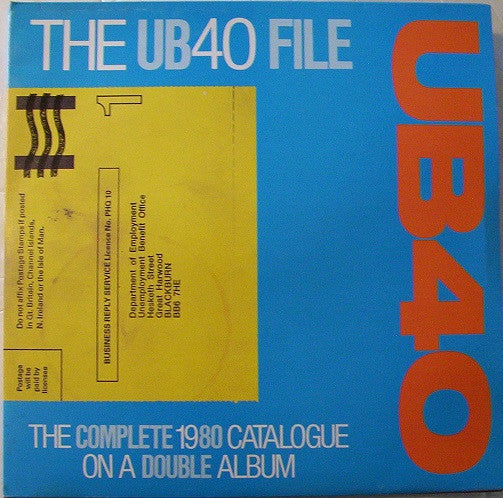 THE UB40 FILE
UB40
1
Do not affix Postage Stamps if posted
in Gt. Britain, Channel Islands,
N. Ireland or the Isle of Man.
BUSINESS REPLY SERVICE Licence No. PHG 10
Department of Employment
Unemployment Benefit Office
Hesketh Street
Great Harwood
BLACKBURN
BB6 7HE
Postage
will be
paid by
licensee
THE COMPLETE 1980 CATALOGUE
ON A DOUBLE ALBUM